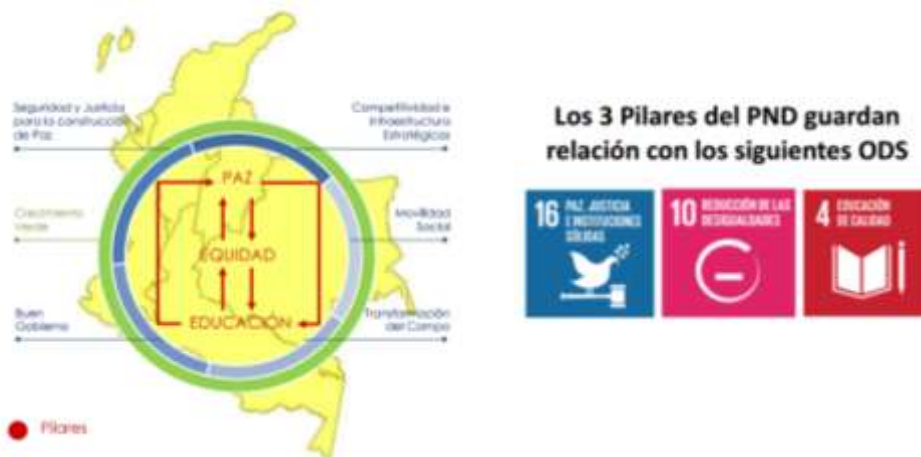 Seguridad y Justicia
para la construcción
de Paz
Competitividad e
Infraestructura
Estratégicas
PAZ
Crecimiento
Verde
Movilidad
Social
EQUIDAD
Buen
Gobierno
EDUCACIÓN
Transformación
del Campo
Pilares
Los 3 Pilares del PND guardan
relación con los siguientes ODS
16 PAZ, JUSTICIA
E INSTITUCIONES
SÓLIDAS
10 REDUCCIÓN DE LAS
DESIGUALDADES
4 EDUCACIÓN
DE CALIDAD